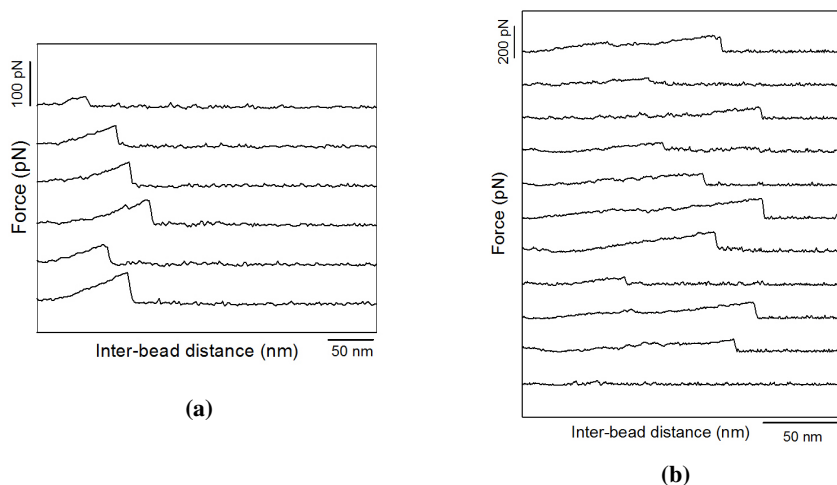 100 pN
Force (pN)
Inter-bead distance (nm)
50 nm
(a)
200 pN
Force (pN)
Inter-bead distance (nm)
50 nm
(b)